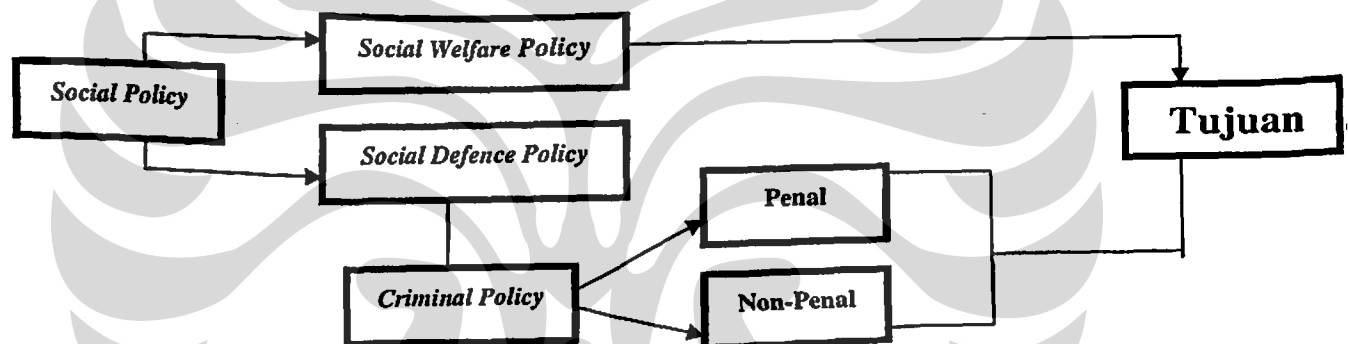 Social Welfare Policy
Social Policy
Tujuan
Social Defence Policy
Penal
Criminal Policy
Non-Penal